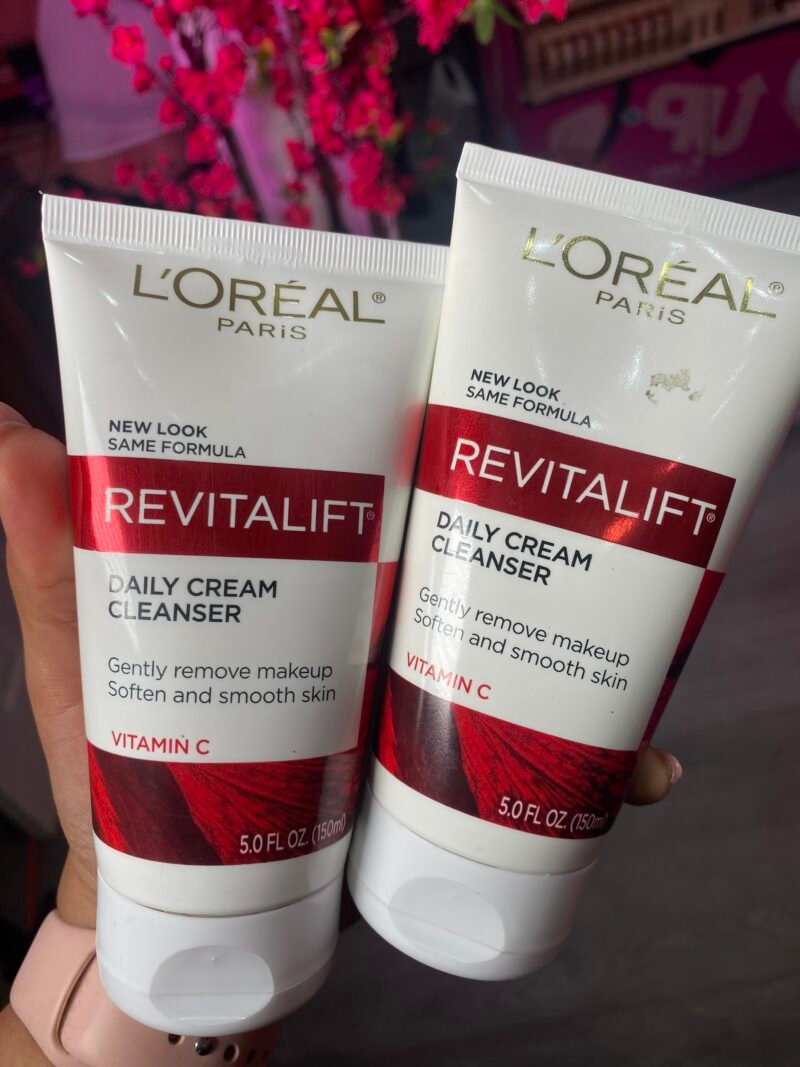 L'ORÉAL®
PARiS
NEW LOOK
SAME FORMULA
REVITALIFT®
DAILY CREAM
CLEANSER
Gently remove makeup
Soften and smooth skin
VITAMIN C
5.0 FL OZ. (150ml)
L'ORÉAL®
PARiS
NEW LOOK
SAME FORMULA
REVITALIFT®
DAILY CREAM
CLEANSER
Gently remove makeup
Soften and smooth skin
VITAMIN C
5.0 FL OZ. (150ml)
UP